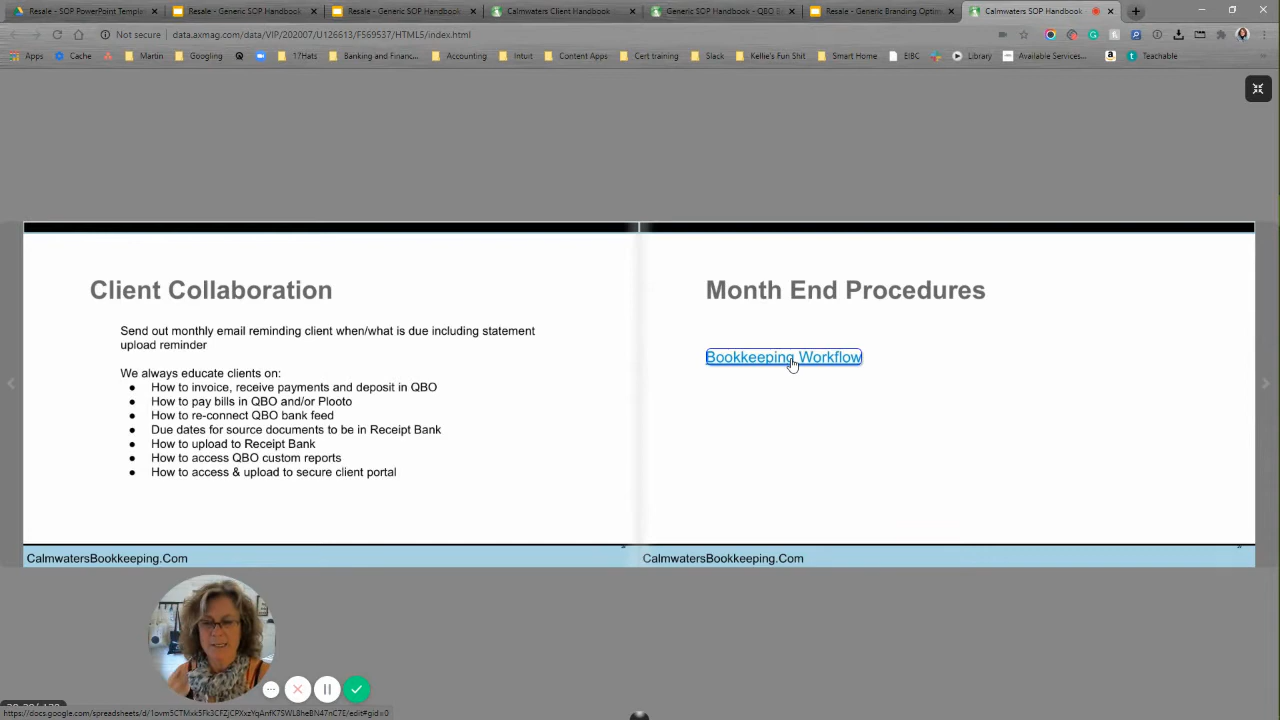 Resale - SOP PowerPoint Templa
Resale - Generic SOP Handbook
Resale - Generic SOP Handbook
Calmwaters Client Handbook
Generic SOP Handbook - QBO E
Resale - Generic Branding Optim
Calmwaters SOP Handbook
Not secure | data.axmag.com/data/VIP/202007/U126613/F569537/HTML5/index.html
Apps Cache Martin Googling 17Hats Banking and Financ... Accounting Intuit Content Apps Cert training Slack Kellie's Fun Shit Smart Home EIBC Library Available Services... Teachable
Client Collaboration
Send out monthly email reminding client when/what is due including statement
upload reminder
We always educate clients on:
● How to invoice, receive payments and deposit in QBO
● How to pay bills in QBO and/or Plooto
● How to re-connect QBO bank feed
● Due dates for source documents to be in Receipt Bank
● How to upload to Receipt Bank
● How to access QBO custom reports
● How to access & upload to secure client portal
CalmwatersBookkeeping.Com
Month End Procedures
Bookkeeping Workflow
CalmwatersBookkeeping.Com